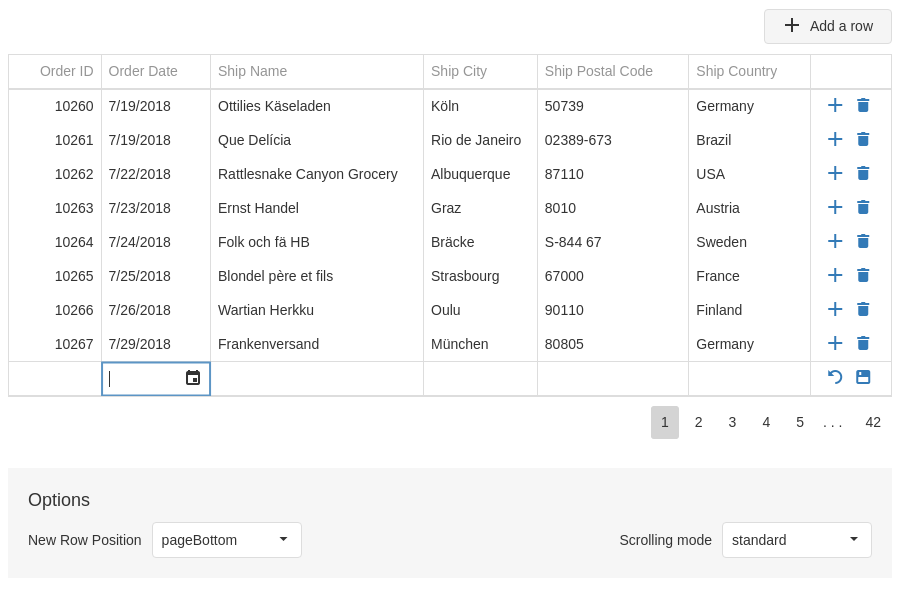 Add a row
Order ID Order Date Ship Name Ship City Ship Postal Code Ship Country
10260 7/19/2018 Ottilies Käseladen Köln 50739 Germany
10261 7/19/2018 Que Delícia Rio de Janeiro 02389-673 Brazil
10262 7/22/2018 Rattlesnake Canyon Grocery Albuquerque 87110 USA
10263 7/23/2018 Ernst Handel Graz 8010 Austria
10264 7/24/2018 Folk och fä HB Bräcke S-844 67 Sweden
10265 7/25/2018 Blondel père et fils Strasbourg 67000 France
10266 7/26/2018 Wartian Herkku Oulu 90110 Finland
10267 7/29/2018 Frankenversand München 80805 Germany
1 2 3 4 5 . . . 42
Options
New Row Position pageBottom Scrolling mode standard